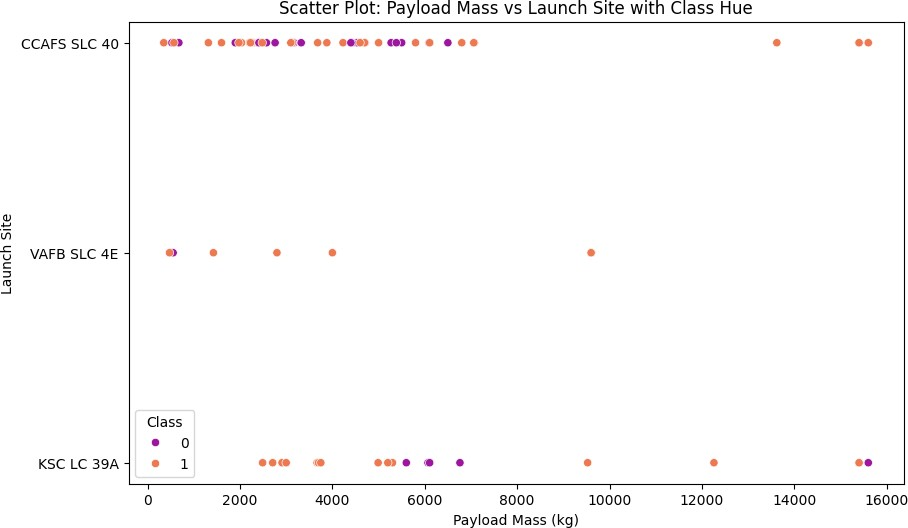 Scatter Plot: Payload Mass vs Launch Site with Class Hue
Launch Site
CCAFS SLC 40
VAFB SLC 4E
KSC LC 39A
Class
0
1
0 2000 4000 6000 8000 10000 12000 14000 16000
Payload Mass (kg)